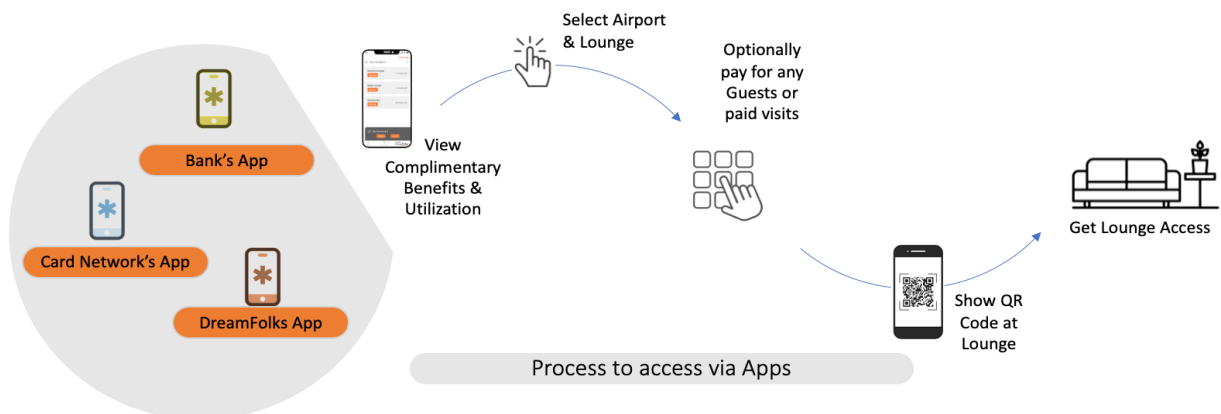 Bank's App
Card Network's App
DreamFolks App
View
Complimentary
Benefits &
Utilization
Select Airport
& Lounge
Optionally
pay for any
Guests or
paid visits
Show QR
Code at
Lounge
Get Lounge Access
Process to access via Apps